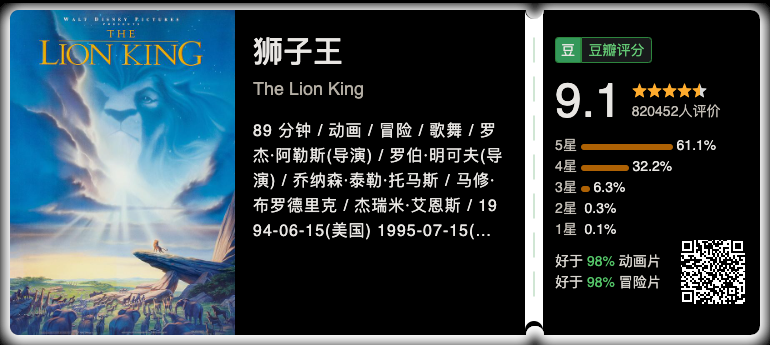 WALT DISNEY PICTURES
PRESENTS
THE
LION KING
狮子王
The Lion King
89 分钟 / 动画 / 冒险 / 歌舞 / 罗
杰·阿勒斯(导演) / 罗伯·明可夫(导
演) / 乔纳森·泰勒·托马斯 / 马修·
布罗德里克 / 杰瑞米·艾恩斯 / 19
94-06-15(美国) 1995-07-15(...
豆 豆瓣评分
9.1
820452人评价
5星 61.1%
4星 32.2%
3星 6.3%
2星 0.3%
1星 0.1%
好于 98% 动画片
好于 98% 冒险片